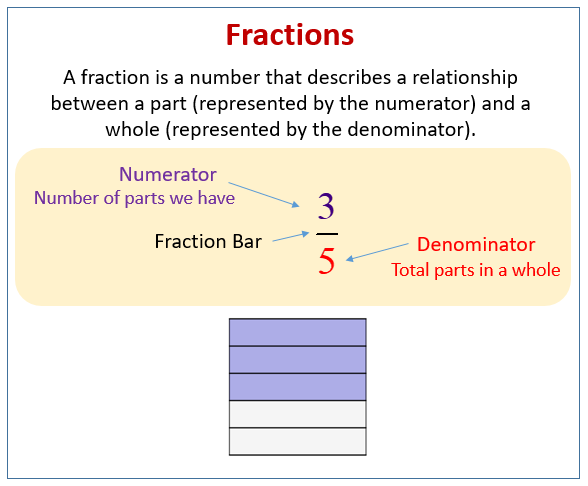 Fractions
A fraction is a number that describes a relationship
between a part (represented by the numerator) and a
whole (represented by the denominator).
Numerator
Number of parts we have
3
Fraction Bar
5
Denominator
Total parts in a whole